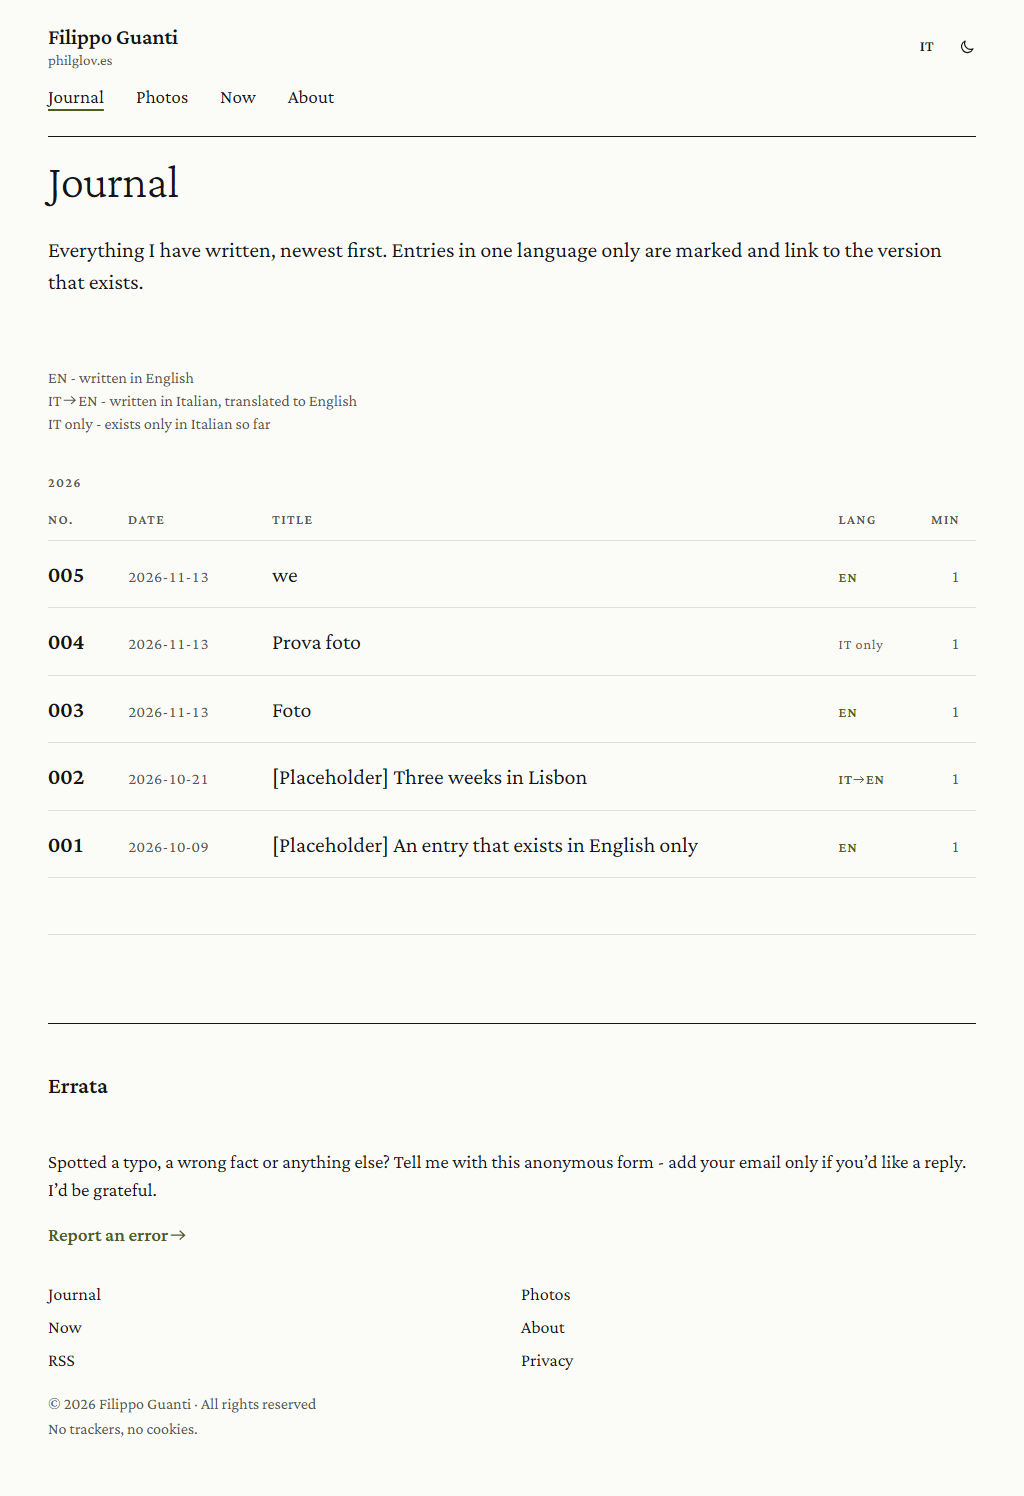 Filippo Guanti
philglov.es
IT
Journal Photos Now About
Journal
Everything I have written, newest first. Entries in one language only are marked and link to the version
that exists.
EN - written in English
IT→EN - written in Italian, translated to English
IT only - exists only in Italian so far
2026
NO. DATE TITLE LANG MIN
005 2026-11-13 we EN 1
004 2026-11-13 Prova foto IT only 1
003 2026-11-13 Foto EN 1
002 2026-10-21 [Placeholder] Three weeks in Lisbon IT→EN 1
001 2026-10-09 [Placeholder] An entry that exists in English only EN 1
Errata
Spotted a typo, a wrong fact or anything else? Tell me with this anonymous form - add your email only if you’d like a reply.
I’d be grateful.
Report an error→
Journal Photos
Now About
RSS Privacy
© 2026 Filippo Guanti · All rights reserved
No trackers, no cookies.